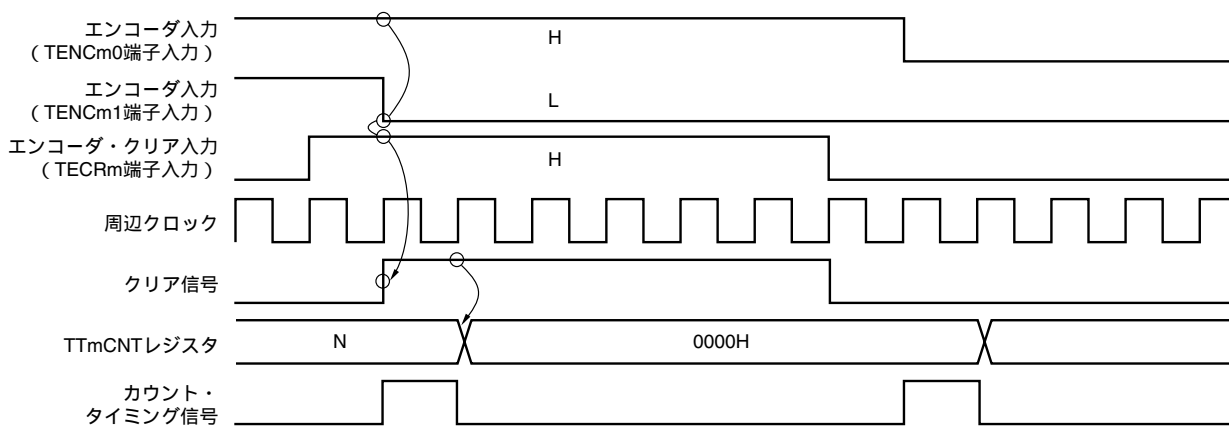 エンコーダ入力
（TENCm0端子入力）
H
エンコーダ入力
（TENCm1端子入力）
L
エンコーダ・クリア入力
（TECRm端子入力）
H
周辺クロック
クリア信号
TTmCNTレジスタ
N
0000H
カウント・
タイミング信号